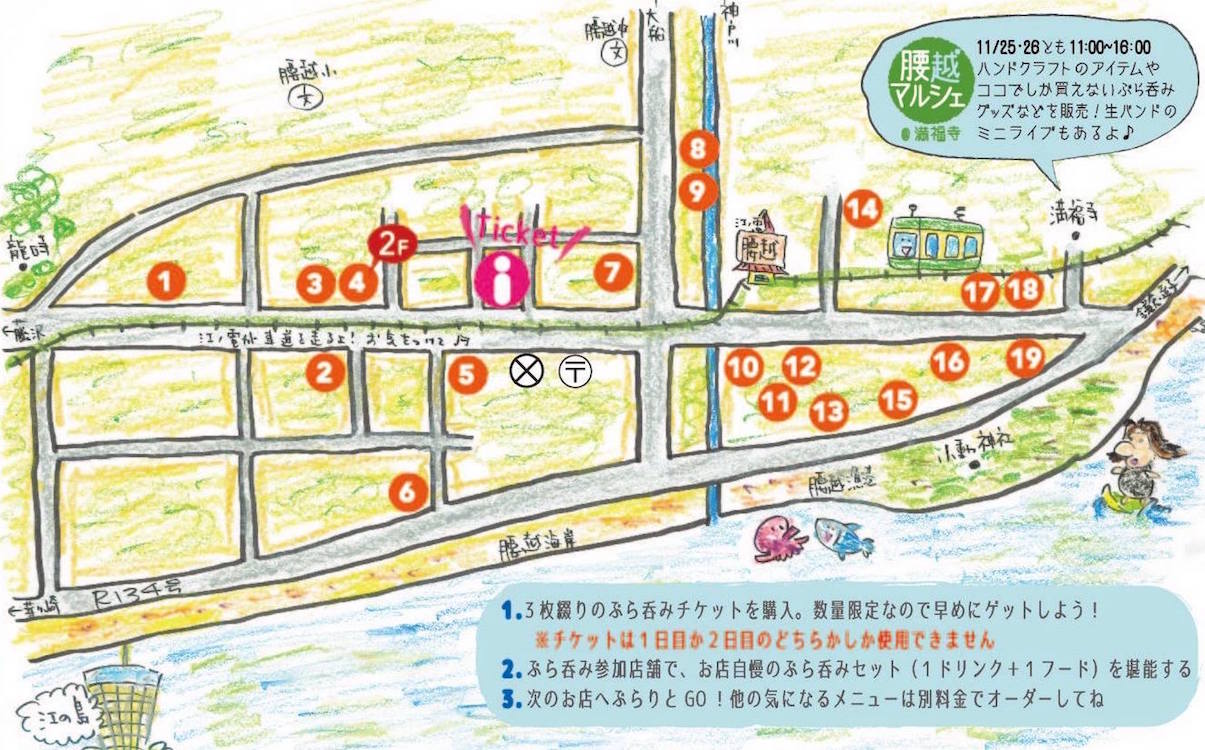 大船
神戸川
腰越中
文
腰越小
文
腰越
マルシェ
●満福寺
11/25・26とも11:00~16:00
ハンドクラフトのアイテムや
ココでしか買えないぶら呑み
グッズなどを販売!生バンドの
ミニライブもあるよ♪
8
9
14
満福寺
龍口寺
2F
Ticket
i
江ノ電
腰越
1
3
4
7
17
18
←藤沢
鎌倉→
江ノ電が車道を走るよ!お気をつけて
2
5
〒
10
12
16
19
11
13
15
小動神社
6
腰越漁港
腰越海岸
←茅ヶ崎
R134号
江の島
1.3枚綴りのぶら呑みチケットを購入。数量限定なので早めにゲットしよう!
※チケットは1日目か2日目のどちらかしか使用できません
2.ぶら呑み参加店舗で、お店自慢のぶら呑みセット(1ドリンク+1フード)を堪能する
3.次のお店へぶらりとGO!他の気になるメニューは別料金でオーダーしてね